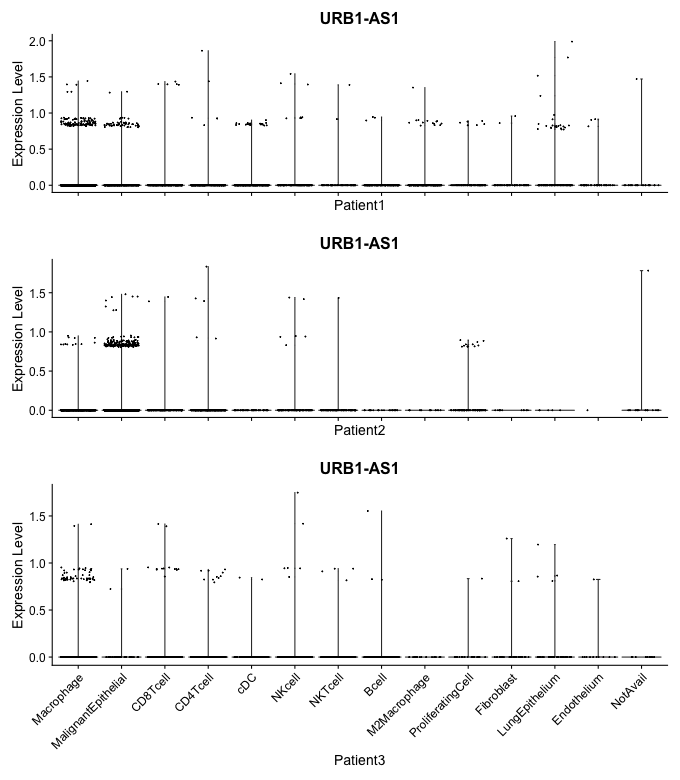 URB1-AS1
Expression Level
2.0
1.5
1.0
0.5
0.0
Patient1
URB1-AS1
Expression Level
1.5
1.0
0.5
0.0
Patient2
URB1-AS1
Expression Level
1.5
1.0
0.5
0.0
Macrophage
MalignantEpithelial
CD8Tcell
CD4Tcell
cDC
NKcell
NKTcell
Bcell
M2Macrophage
ProliferatingCell
Fibroblast
LungEpithelium
Endothelium
NotAvail
Patient3